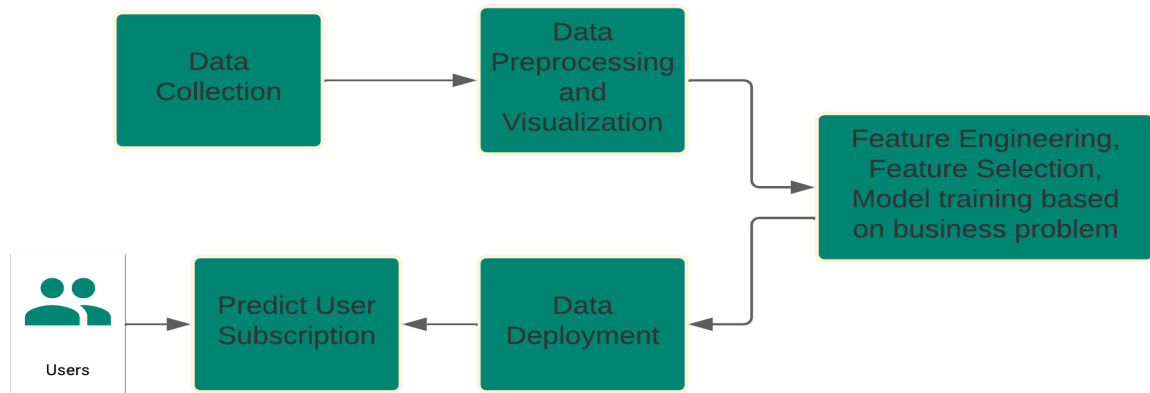 Data
Collection
Data
Preprocessing
and
Visualization
Feature Engineering,
Feature Selection,
Model training based
on business problem
Data
Deployment
Predict User
Subscription
Users